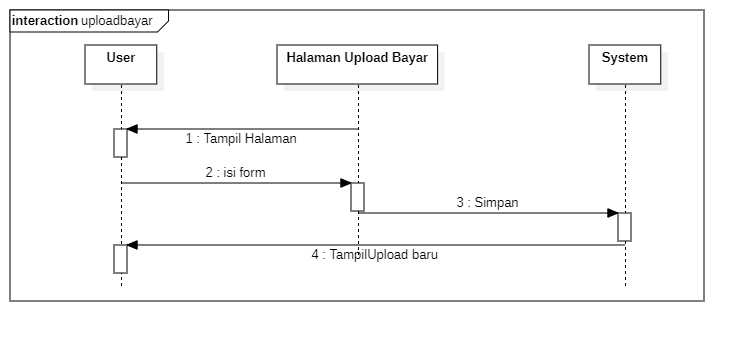 interaction uploadbayar
User
Halaman Upload Bayar
System
1 : Tampil Halaman
2 : isi form
3 : Simpan
4 : TampilUpload baru